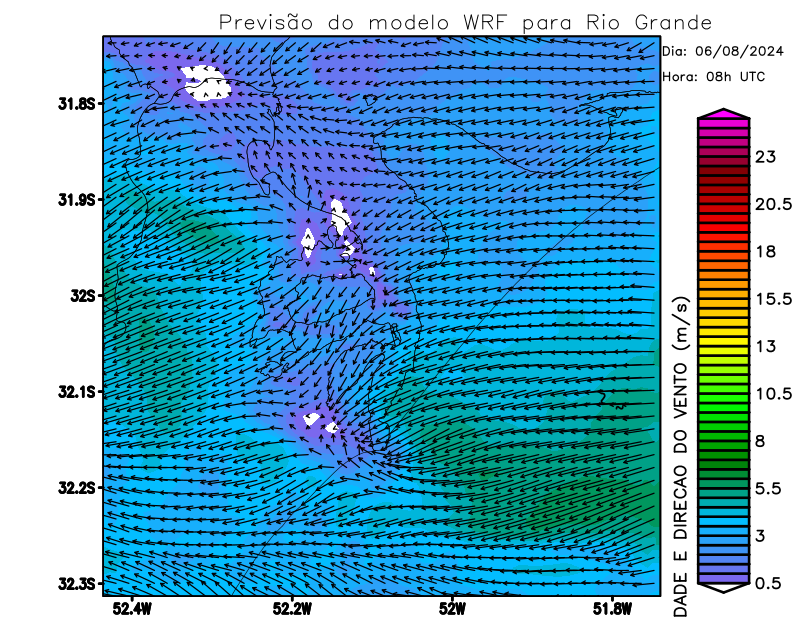 Previsão do modelo WRF para Rio Grande
Dia: 06/08/2024
Hora: 08h UTC
31.8S
31.9S
32S
32.1S
32.2S
32.3S
52.4W
52.2W
52W
51.8W
23
20.5
18
15.5
13
10.5
8
5.5
3
0.5
DADE E DIRECAO DO VENTO (m/s)